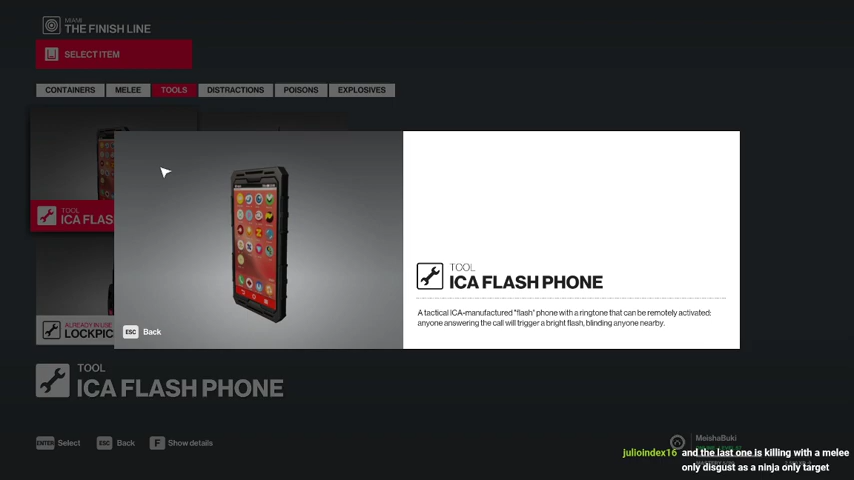 MIAMI
THE FINISH LINE
SELECT ITEM
CONTAINERS MELEE TOOLS DISTRACTIONS POISONS EXPLOSIVES
TOOL
ICA FLAS
TOOL
ICA FLASH PHONE
A tactical ICA-manufactured "flash" phone with a ringtone that can be remotely activated:
anyone answering the call will trigger a bright flash, blinding anyone nearby.
ESC Back
ALREADY IN USE
LOCKPIC
TOOL
ICA FLASH PHONE
ENTER Select ESC Back F Show details
MeishaBuki
julioindex16 and the last one is killing with a melee
only disgust as a ninja only target